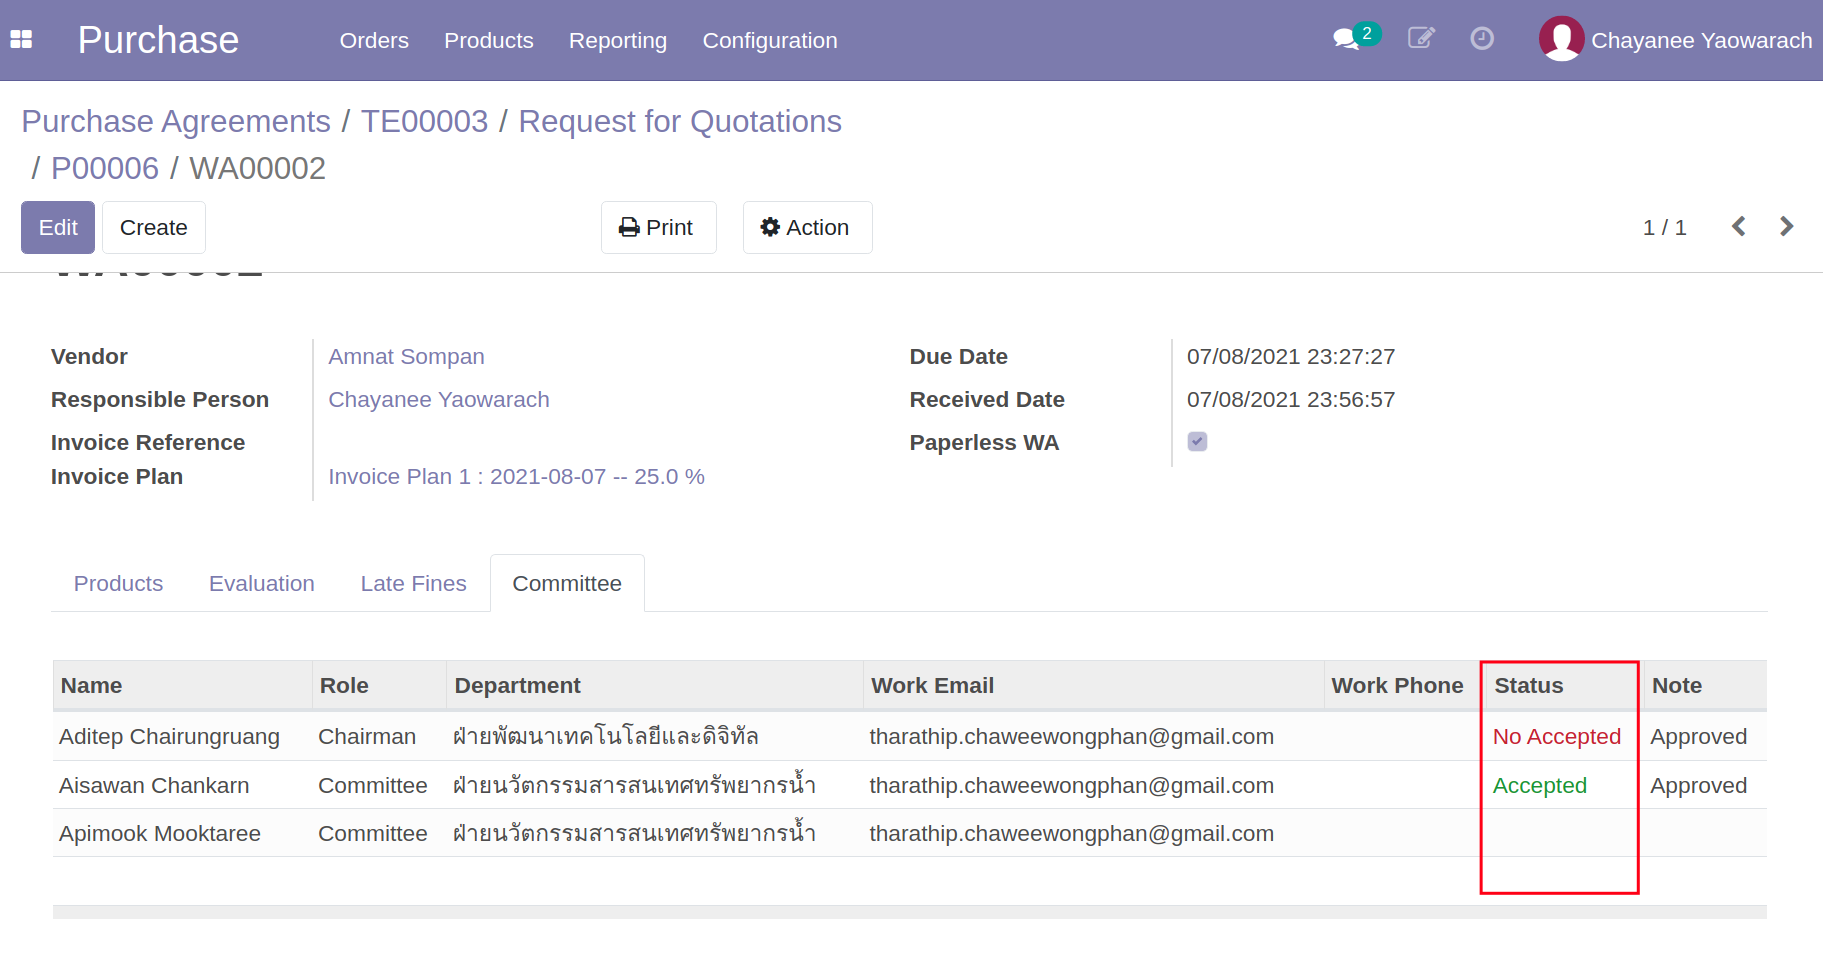 Purchase Orders Products Reporting Configuration 2 Chayanee Yaowarach
Purchase Agreements / TE00003 / Request for Quotations
/ P00006 / WA00002
Edit Create Print Action 1 / 1
WA00002
Vendor Amnat Sompan Due Date 07/08/2021 23:27:27
Responsible Person Chayanee Yaowarach Received Date 07/08/2021 23:56:57
Invoice Reference Paperless WA
Invoice Plan Invoice Plan 1 : 2021-08-07 -- 25.0 %
Products Evaluation Late Fines Committee
Name Role Department Work Email Work Phone Status Note
Aditep Chairungruang Chairman ฝ่ายพัฒนาเทคโนโลยีและดิจิทัล tharathip.chaweewongphan@gmail.com No Accepted Approved
Aisawan Chankarn Committee ฝ่ายนวัตกรรมสารสนเทศทรัพยากรน้ำ tharathip.chaweewongphan@gmail.com Accepted Approved
Apimook Mooktaree Committee ฝ่ายนวัตกรรมสารสนเทศทรัพยากรน้ำ tharathip.chaweewongphan@gmail.com